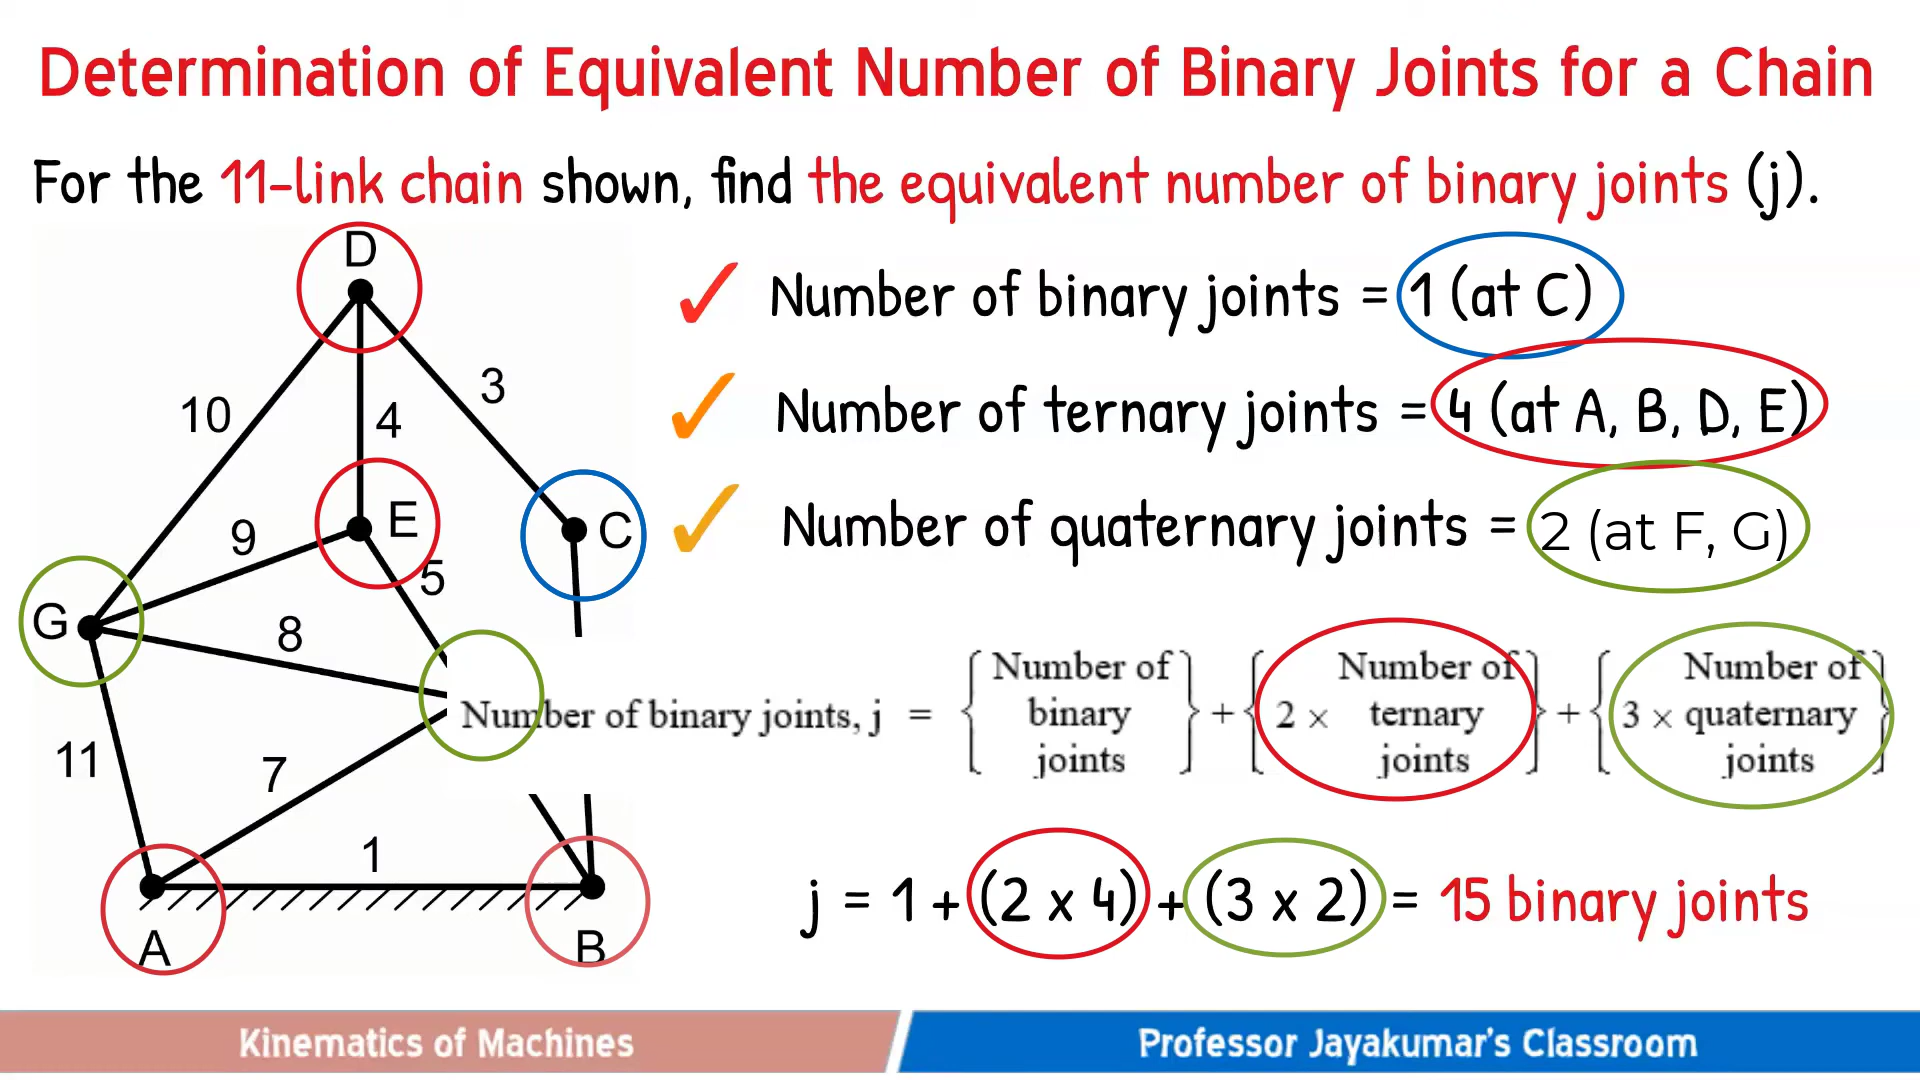 Determination of Equivalent Number of Binary Joints for a Chain
For the 11-link chain shown, find the equivalent number of binary joints (j).
D
10
4
3
9
E
C
5
G
8
11
7
1
A
B
✓ Number of binary joints = 1 (at C)
✓ Number of ternary joints = 4 (at A, B, D, E)
✓ Number of quaternary joints = 2 (at F, G)
Number of binary joints, j = { Number of binary joints } + { 2 × Number of ternary joints } + { 3 × Number of quaternary joints }
j = 1 + (2 x 4) + (3 x 2) = 15 binary joints
Kinematics of Machines
Professor Jayakumar's Classroom